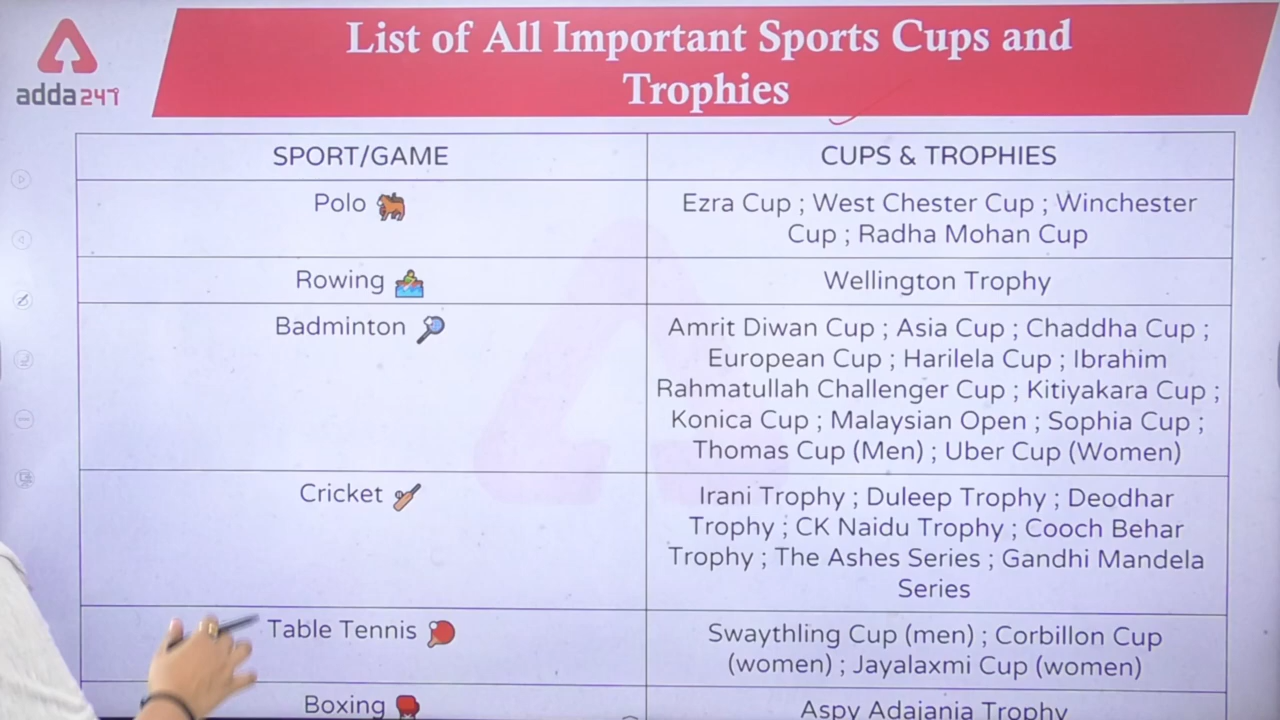 List of All Important Sports Cups and
Trophies
adda247
SPORT/GAME
CUPS & TROPHIES
Polo
Ezra Cup ; West Chester Cup ; Winchester
Cup ; Radha Mohan Cup
Rowing
Wellington Trophy
Badminton
Amrit Diwan Cup ; Asia Cup ; Chaddha Cup ;
European Cup ; Harilela Cup ; Ibrahim
Rahmatullah Challenger Cup ; Kitiyakara Cup ;
Konica Cup ; Malaysian Open ; Sophia Cup ;
Thomas Cup (Men) ; Uber Cup (Women)
Cricket
Irani Trophy ; Duleep Trophy ; Deodhar
Trophy ; CK Naidu Trophy ; Cooch Behar
Trophy ; The Ashes Series ; Gandhi Mandela
Series
Table Tennis
Swaythling Cup (men) ; Corbillon Cup
(women) ; Jayalaxmi Cup (women)
Boxing
Aspy Adajania Trophy